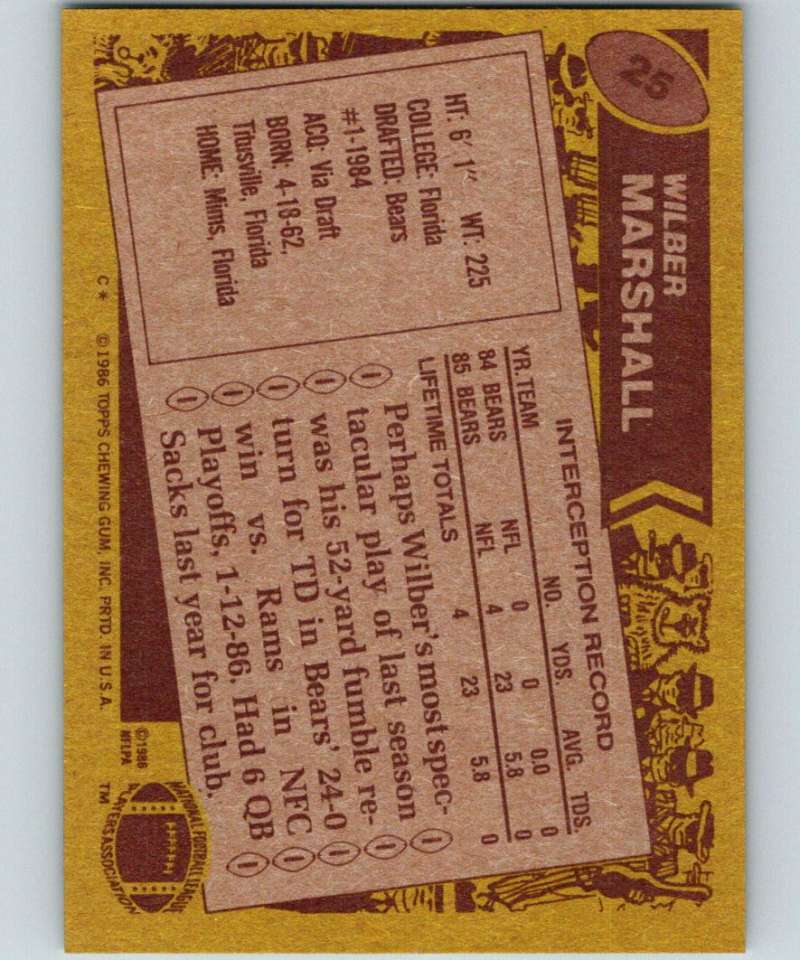 25
WILBER
MARSHALL
HT: 6' 1" WT: 225
COLLEGE: Florida
DRAFTED: Bears
#1-1984
ACQ: Via Draft
BORN: 4-18-62,
Titusville, Florida
HOME: Mims, Florida
INTERCEPTION RECORD
YR. TEAM NO. YDS. AVG. TDS.
84 BEARS NFL 0 0 0.0 0
85 BEARS NFL 4 23 5.8 0
LIFETIME TOTALS 4 23 5.8 0
Perhaps Wilber's most spec-
tacular play of last season
was his 52-yard fumble re-
turn for TD in Bears' 24-0
win vs. Rams in NFC
Playoffs, 1-12-86. Had 6 QB
Sacks last year for club.
C* © 1986 TOPPS CHEWING GUM, INC. PRTD. IN U.S.A.
©1986
NFLPA
NATIONAL FOOTBALL LEAGUE
PLAYERS ASSOCIATION
TM